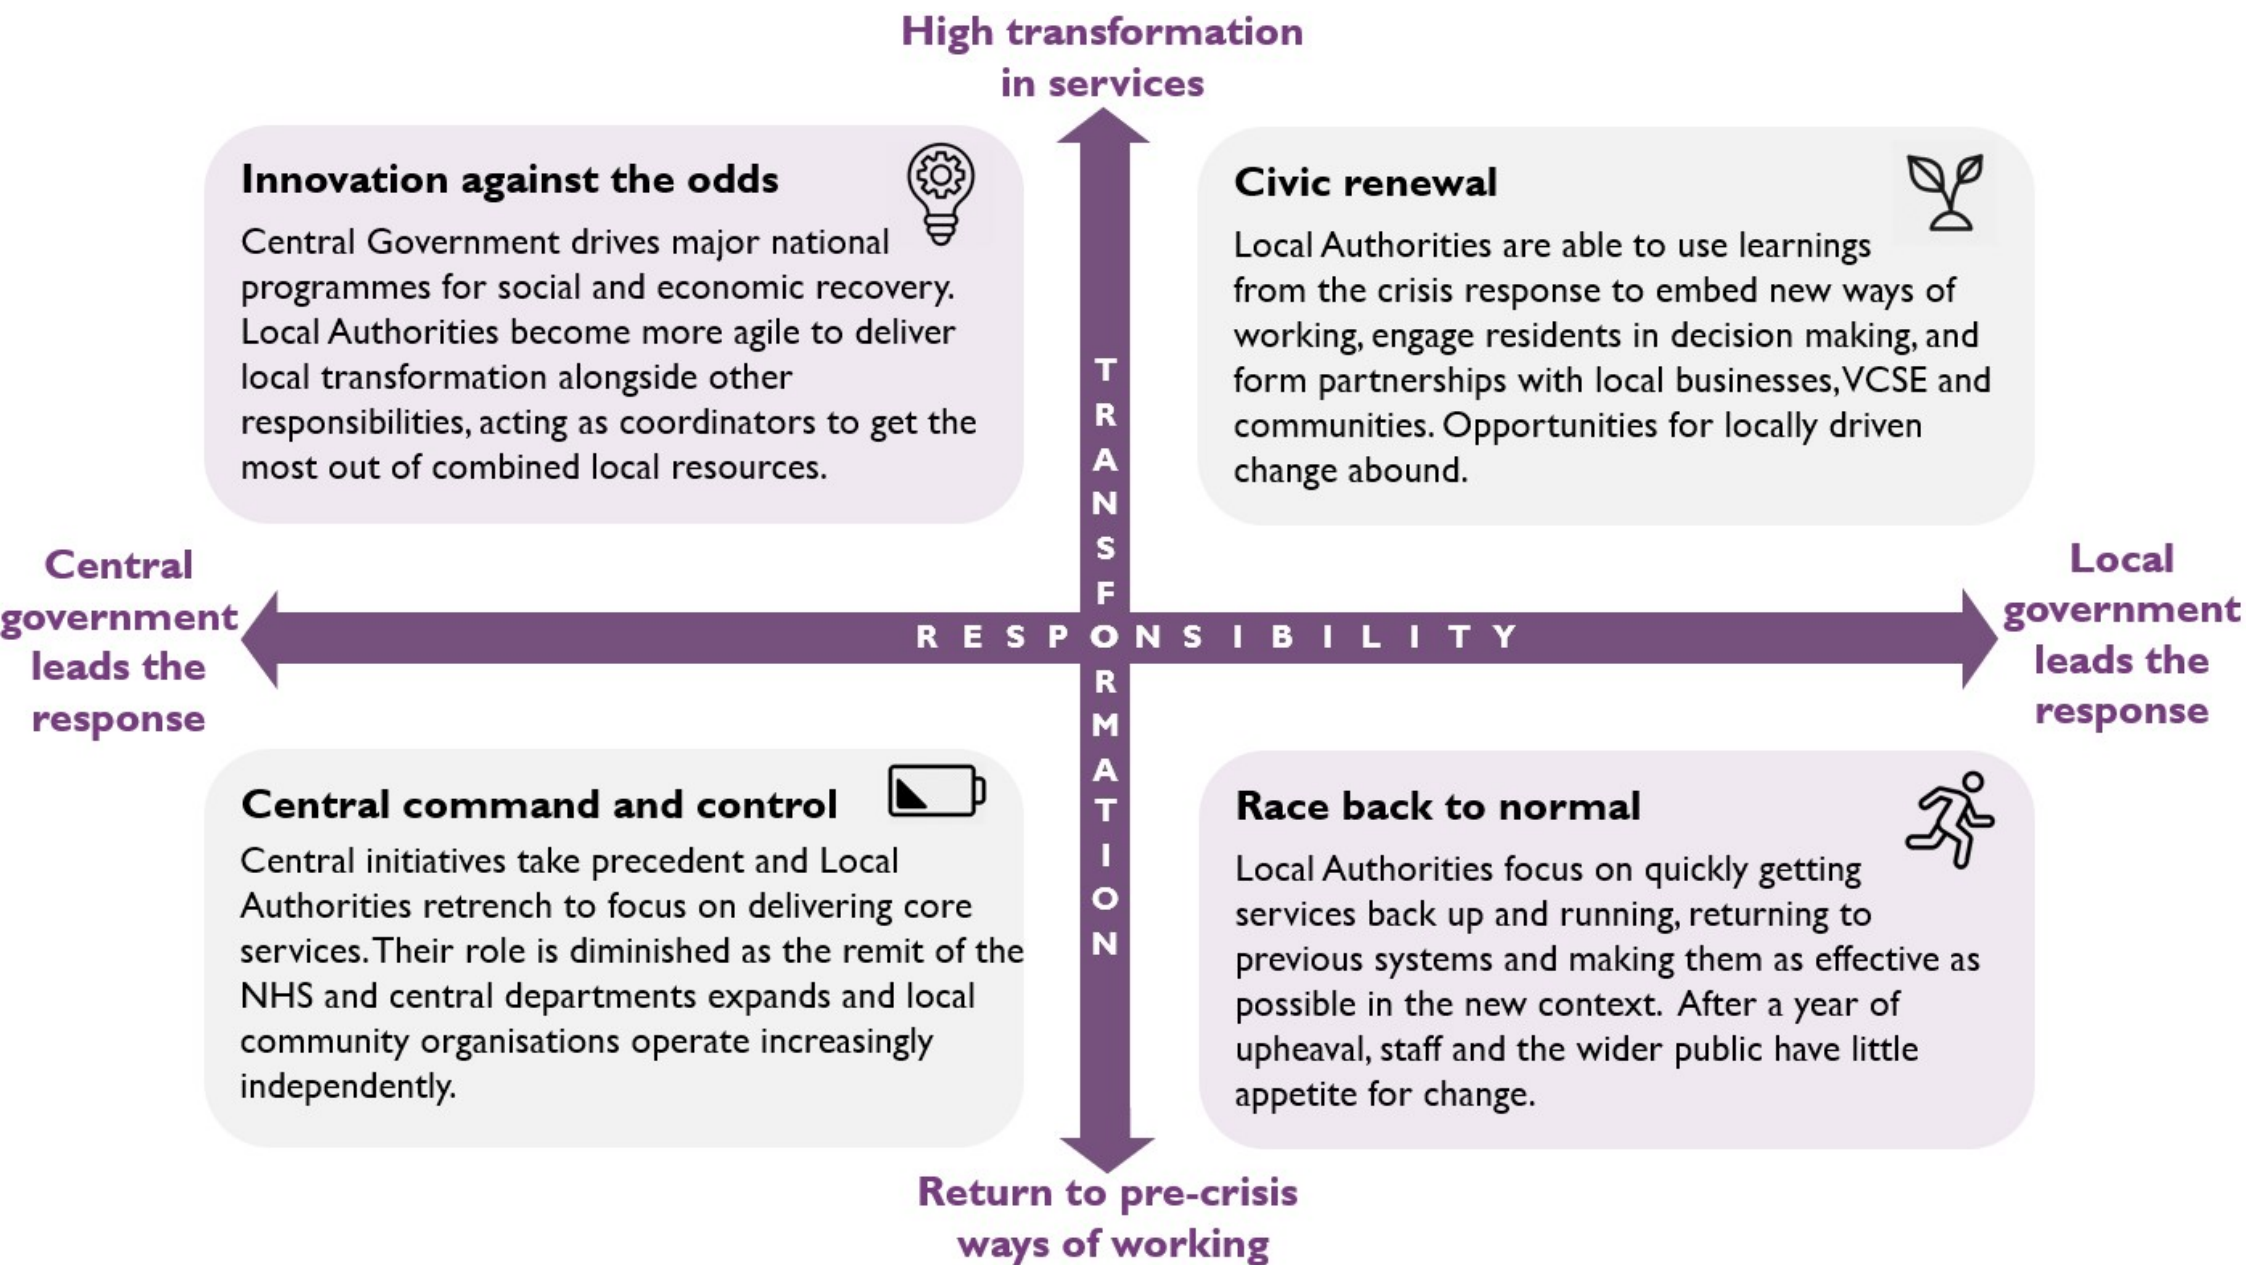 High transformation
in services
Innovation against the odds
Central Government drives major national
programmes for social and economic recovery.
Local Authorities become more agile to deliver
local transformation alongside other
responsibilities, acting as coordinators to get the
most out of combined local resources.
Civic renewal
Local Authorities are able to use learnings
from the crisis response to embed new ways of
working, engage residents in decision making, and
form partnerships with local businesses, VCSE and
communities. Opportunities for locally driven
change abound.
TRANSFORMATION
Central
government
leads the
response
RESPONSIBILITY
Local
government
leads the
response
Central command and control
Central initiatives take precedent and Local
Authorities retrench to focus on delivering core
services. Their role is diminished as the remit of the
NHS and central departments expands and local
community organisations operate increasingly
independently.
Race back to normal
Local Authorities focus on quickly getting
services back up and running, returning to
previous systems and making them as effective as
possible in the new context. After a year of
upheaval, staff and the wider public have little
appetite for change.
Return to pre-crisis
ways of working